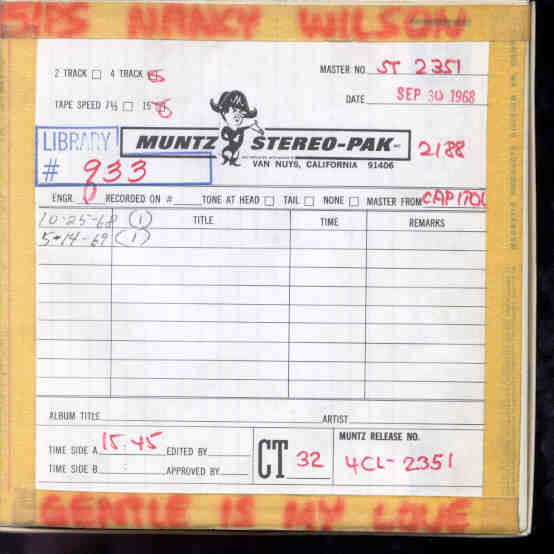 SIPS NANCY WILSON
2 TRACK □ 4 TRACK □ MASTER NO. ST 2351
TAPE SPEED 7½ □ 15 □ DATE SEP 30 1968
LIBRARY
# 933
MUNTZ STEREO-PAK INC
VAN NUYS, CALIFORNIA 91406
2188
ENGR. RECORDED ON # TONE AT HEAD □ TAIL □ NONE □ MASTER FROM CAP 170L
TITLE TIME REMARKS
10-25-68 (1)
5-14-69 (1)
ALBUM TITLE ARTIST
TIME SIDE A 15:45 EDITED BY
TIME SIDE B : APPROVED BY
CT 32
MUNTZ RELEASE NO.
4CL-2351
GENTLE IS MY LOVE